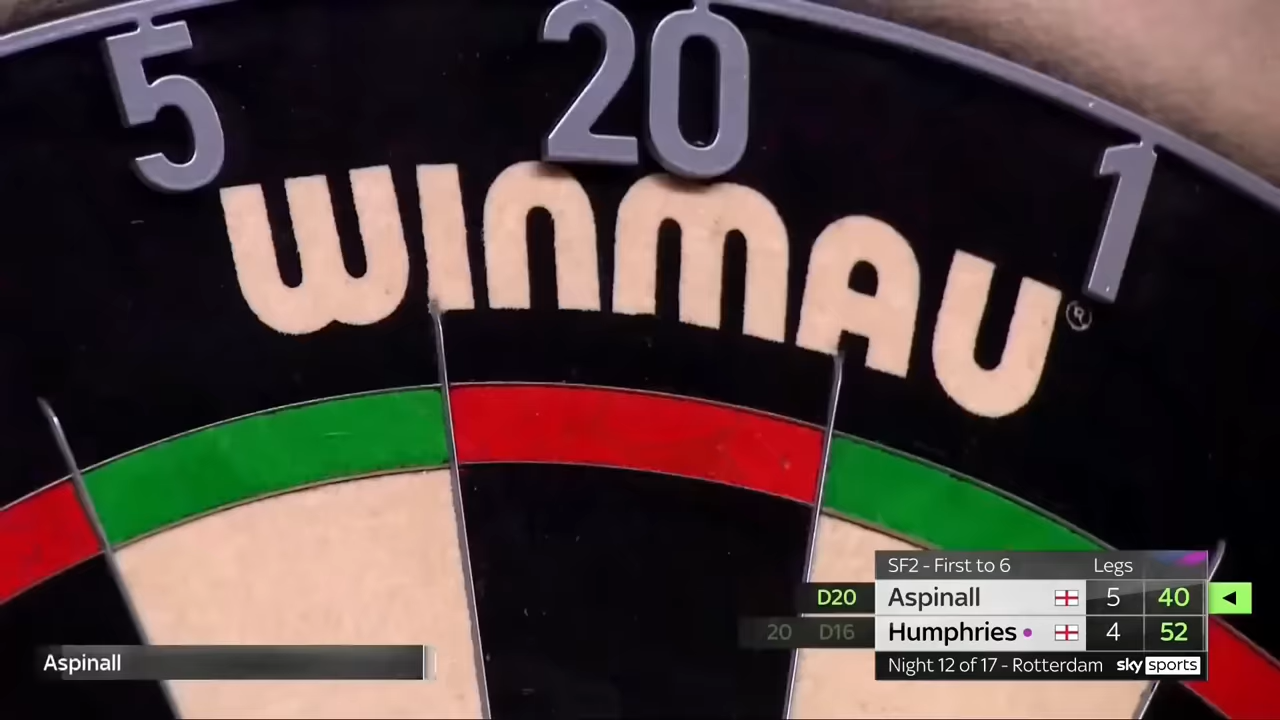 5 20 1
WINMAU®
SF2 - First to 6 Legs
D20 Aspinall 5 40 ◄
20 D16 Humphries • 4 52
Night 12 of 17 - Rotterdam sky sports
Aspinall